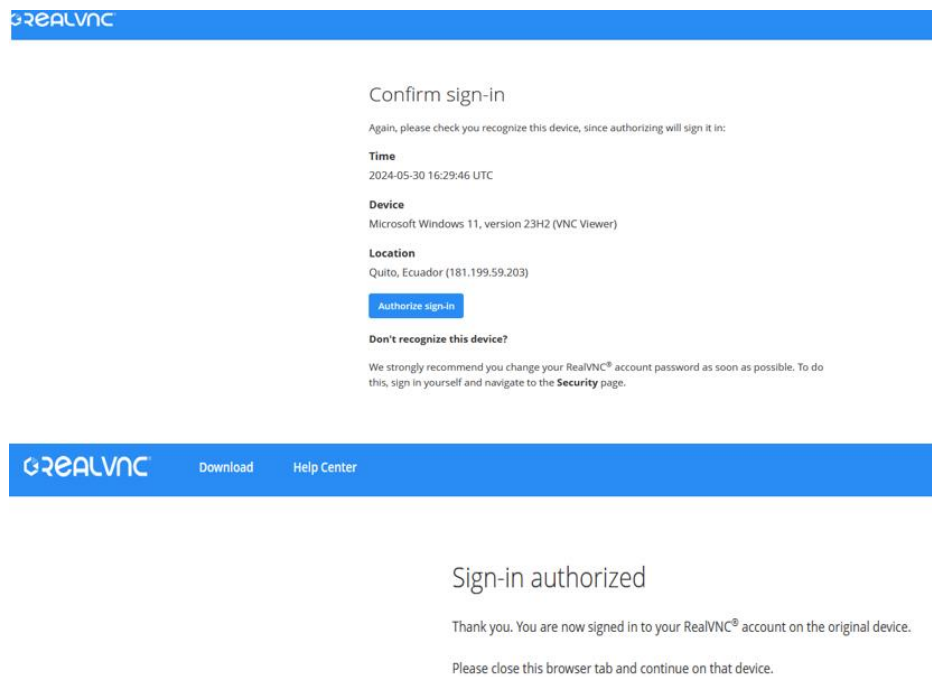 REALVNC
Confirm sign-in
Again, please check you recognize this device, since authorizing will sign it in:
Time
2024-05-30 16:29:46 UTC
Device
Microsoft Windows 11, version 23H2 (VNC Viewer)
Location
Quito, Ecuador (181.199.59.203)
Authorize sign-in
Don't recognize this device?
We strongly recommend you change your RealVNC® account password as soon as possible. To do
this, sign in yourself and navigate to the Security page.
REALVNC Download Help Center
Sign-in authorized
Thank you. You are now signed in to your RealVNC® account on the original device.
Please close this browser tab and continue on that device.